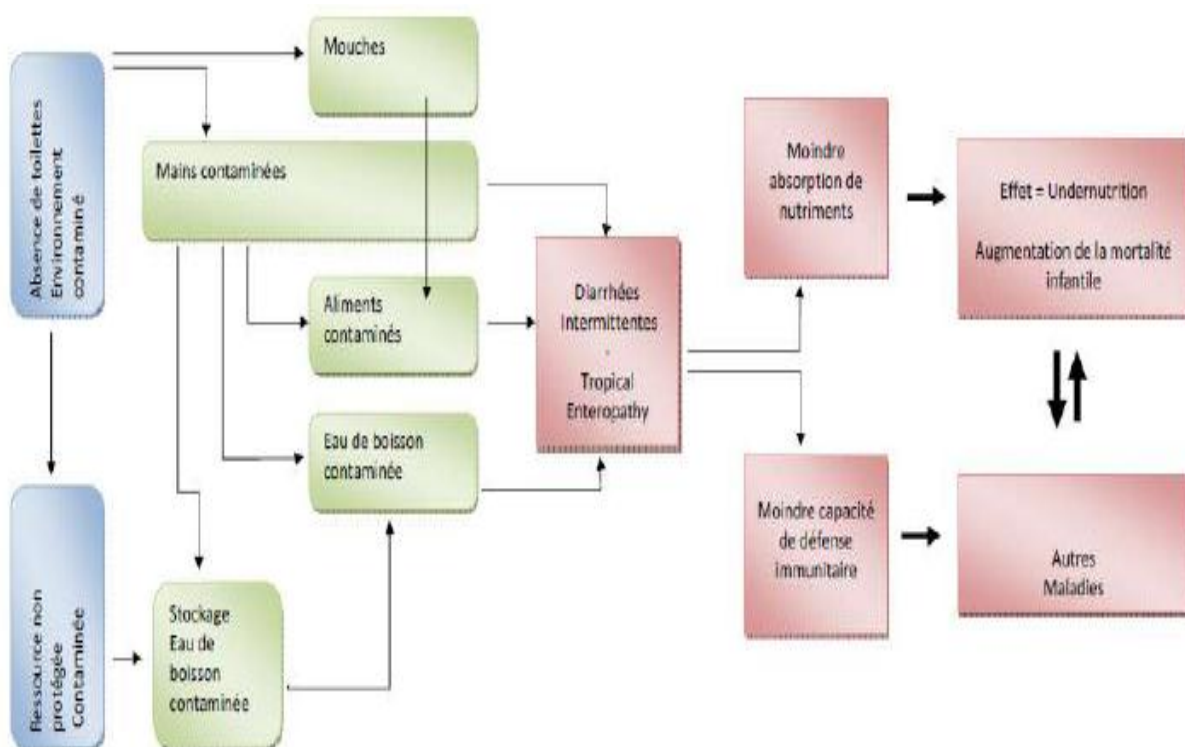 Absence de toilettes
Environnement
contaminé
Ressource non
protégée
Contaminée
Mouches
Mains contaminées
Aliments
contaminés
Eau de boisson
contaminée
Stockage
Eau de
boisson
contaminée
Diarrhées
Intermittentes
-
Tropical
Enteropathy
Moindre
absorption de
nutriments
Moindre capacité
de défense
immunitaire
Effet = Undernutrition
Augmentation de la mortalité
infantile
Autres
Maladies